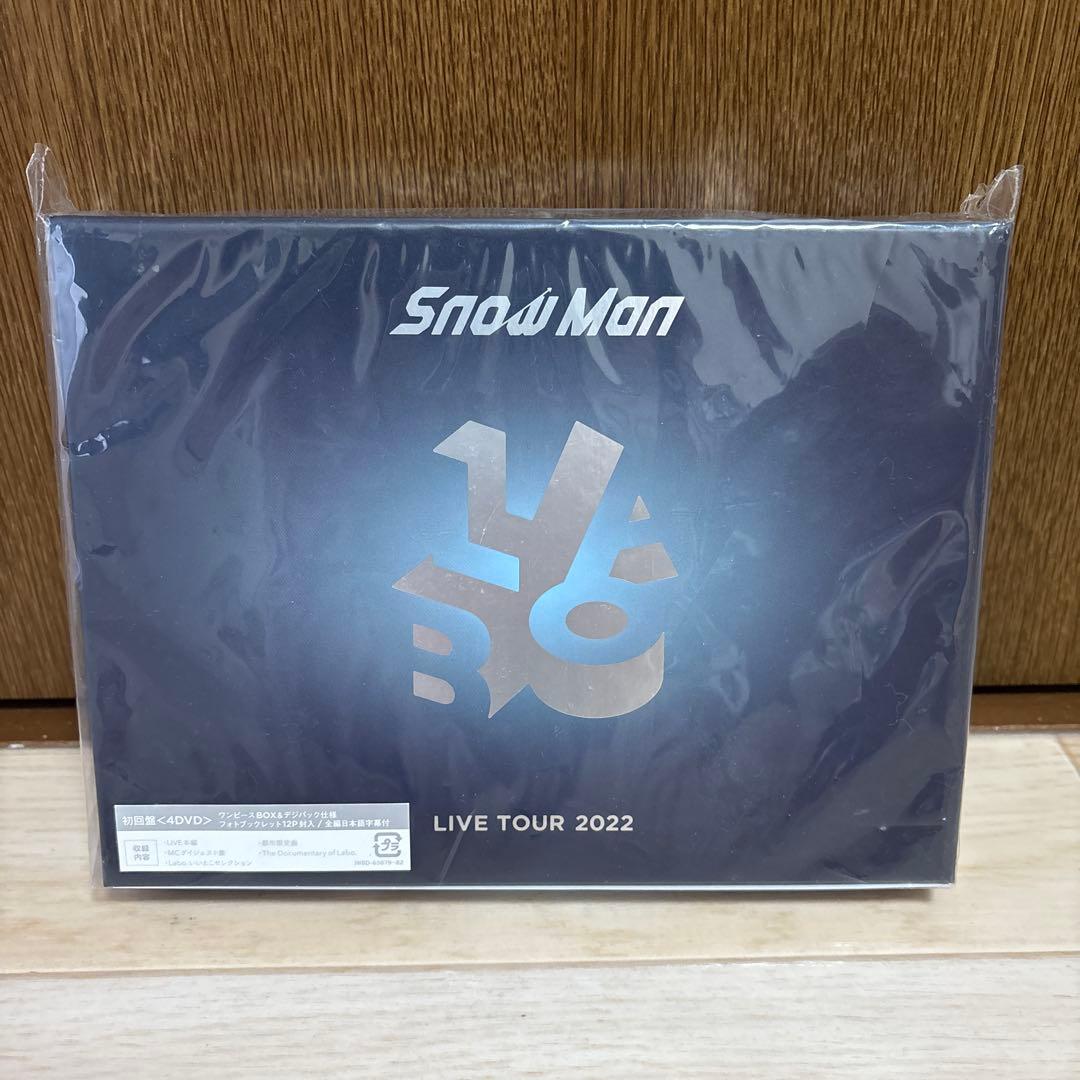 Snow Man
LABO
LIVE TOUR 2022
初回盤<4DVD>
ワンピースBOX&デジパック仕様
フォトブックレット12P封入 / 全編日本語字幕付
収録
内容
・LIVE本編
・MCダイジェスト集
・Labo.いいとこセレクション
・都市限定曲
・The Documentary of Labo.
プラ